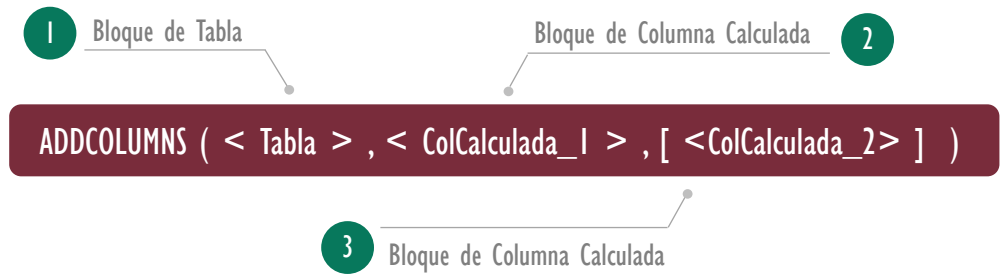 1 Bloque de Tabla
Bloque de Columna Calculada 2
ADDCOLUMNS ( < Tabla > , < ColCalculada_1 > , [ <ColCalculada_2> ] )
3 Bloque de Columna Calculada